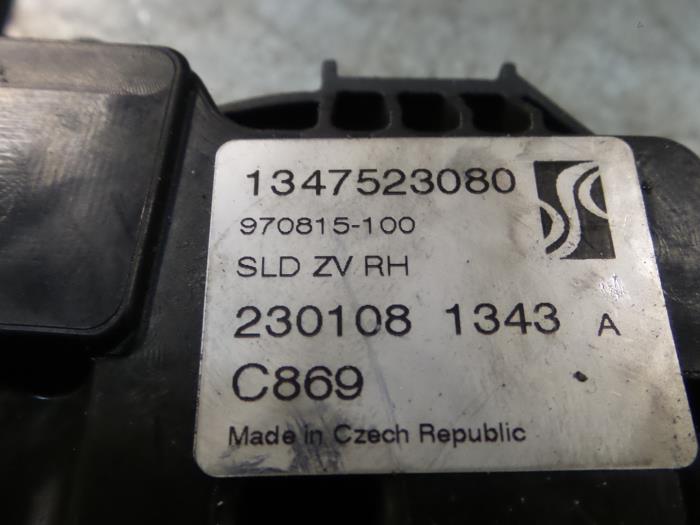 1347523080
970815-100
SLD ZV RH
230108 1343 A
C869
Made in Czech Republic